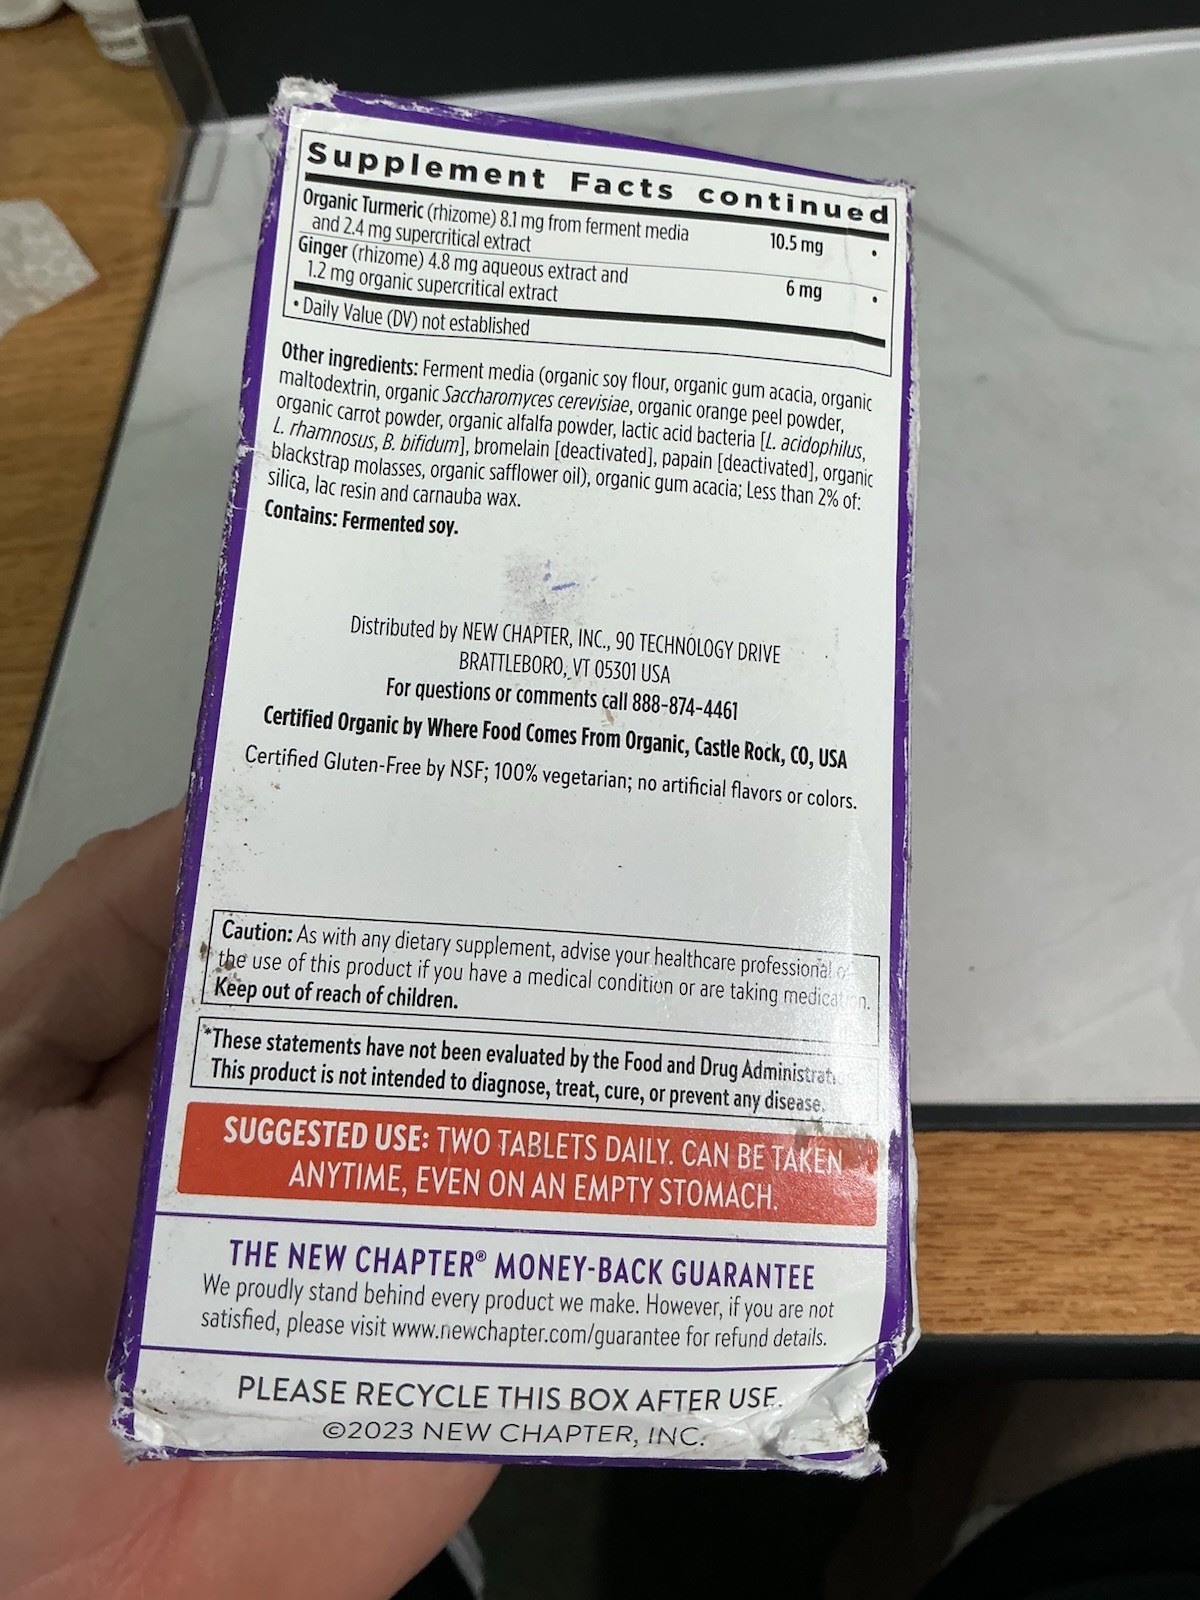 Supplement Facts continued
Organic Turmeric (rhizome) 8.1 mg from ferment media
and 2.4 mg supercritical extract 10.5 mg •
Ginger (rhizome) 4.8 mg aqueous extract and
1.2 mg organic supercritical extract 6 mg •
• Daily Value (DV) not established
Other ingredients: Ferment media (organic soy flour, organic gum acacia, organic
maltodextrin, organic Saccharomyces cerevisiae, organic orange peel powder,
organic carrot powder, organic alfalfa powder, lactic acid bacteria [L. acidophilus,
L. rhamnosus, B. bifidum], bromelain [deactivated], papain [deactivated], organic
blackstrap molasses, organic safflower oil), organic gum acacia; Less than 2% of:
silica, lac resin and carnauba wax.
Contains: Fermented soy.
Distributed by NEW CHAPTER, INC., 90 TECHNOLOGY DRIVE
BRATTLEBORO, VT 05301 USA
For questions or comments call 888-874-4461
Certified Organic by Where Food Comes From Organic, Castle Rock, CO, USA
Certified Gluten-Free by NSF; 100% vegetarian; no artificial flavors or colors.
Caution: As with any dietary supplement, advise your healthcare professional
the use of this product if you have a medical condition or are taking medication.
Keep out of reach of children.
*These statements have not been evaluated by the Food and Drug Administrati
This product is not intended to diagnose, treat, cure, or prevent any disease.
SUGGESTED USE: TWO TABLETS DAILY. CAN BE TAKEN
ANYTIME, EVEN ON AN EMPTY STOMACH.
THE NEW CHAPTER® MONEY-BACK GUARANTEE
We proudly stand behind every product we make. However, if you are not
satisfied, please visit www.newchapter.com/guarantee for refund details.
PLEASE RECYCLE THIS BOX AFTER USE.
©2023 NEW CHAPTER, INC.